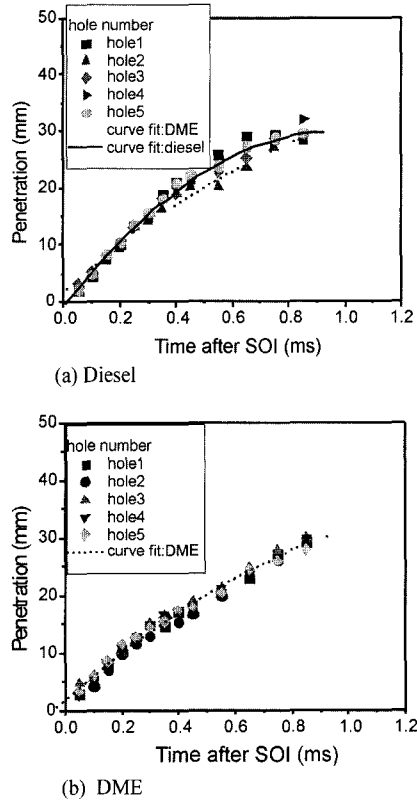 50
40
30
20
10
0
Penetration (mm)
hole number
hole1
hole2
hole3
hole4
hole5
curve fit:DME
curve fit:diesel
0.0 0.2 0.4 0.6 0.8 1.0 1.2
Time after SOI (ms)
(a) Diesel
50
40
30
20
10
0
Penetration (mm)
hole number
hole1
hole2
hole3
hole4
hole5
curve fit:DME
0.0 0.2 0.4 0.6 0.8 1.0 1.2
Time after SOI (ms)
(b) DME